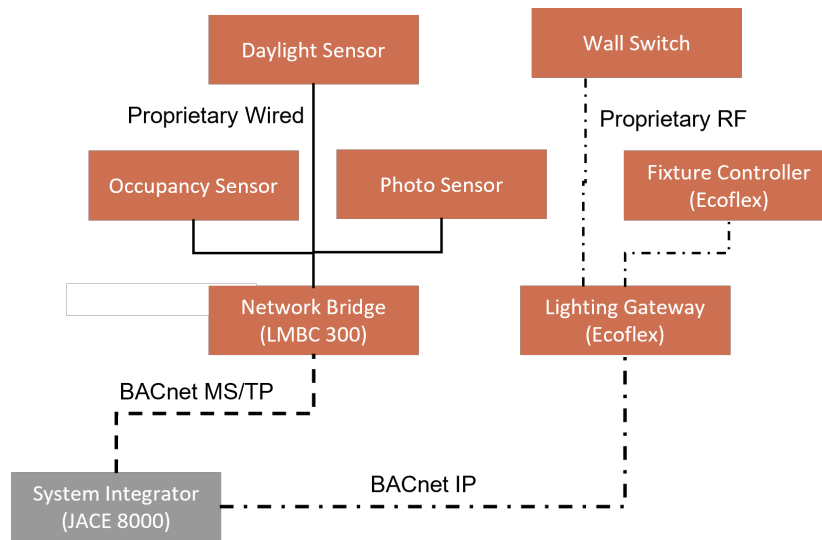 Daylight Sensor
Wall Switch
Proprietary Wired
Proprietary RF
Occupancy Sensor
Photo Sensor
Fixture Controller
(Ecoflex)
Network Bridge
(LMBC 300)
Lighting Gateway
(Ecoflex)
BACnet MS/TP
BACnet IP
System Integrator
(JACE 8000)